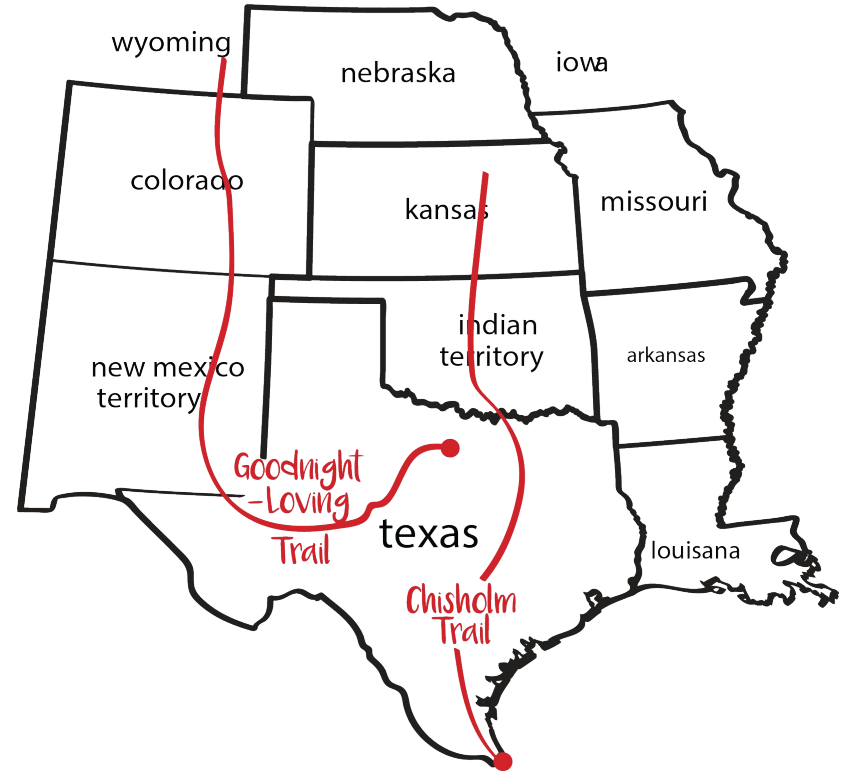 wyoming
nebraska
iowa
colorado
kansas
missouri
indian
territory
arkansas
new mexico
territory
Goodnight
-Loving
Trail
texas
louisana
Chisholm
Trail